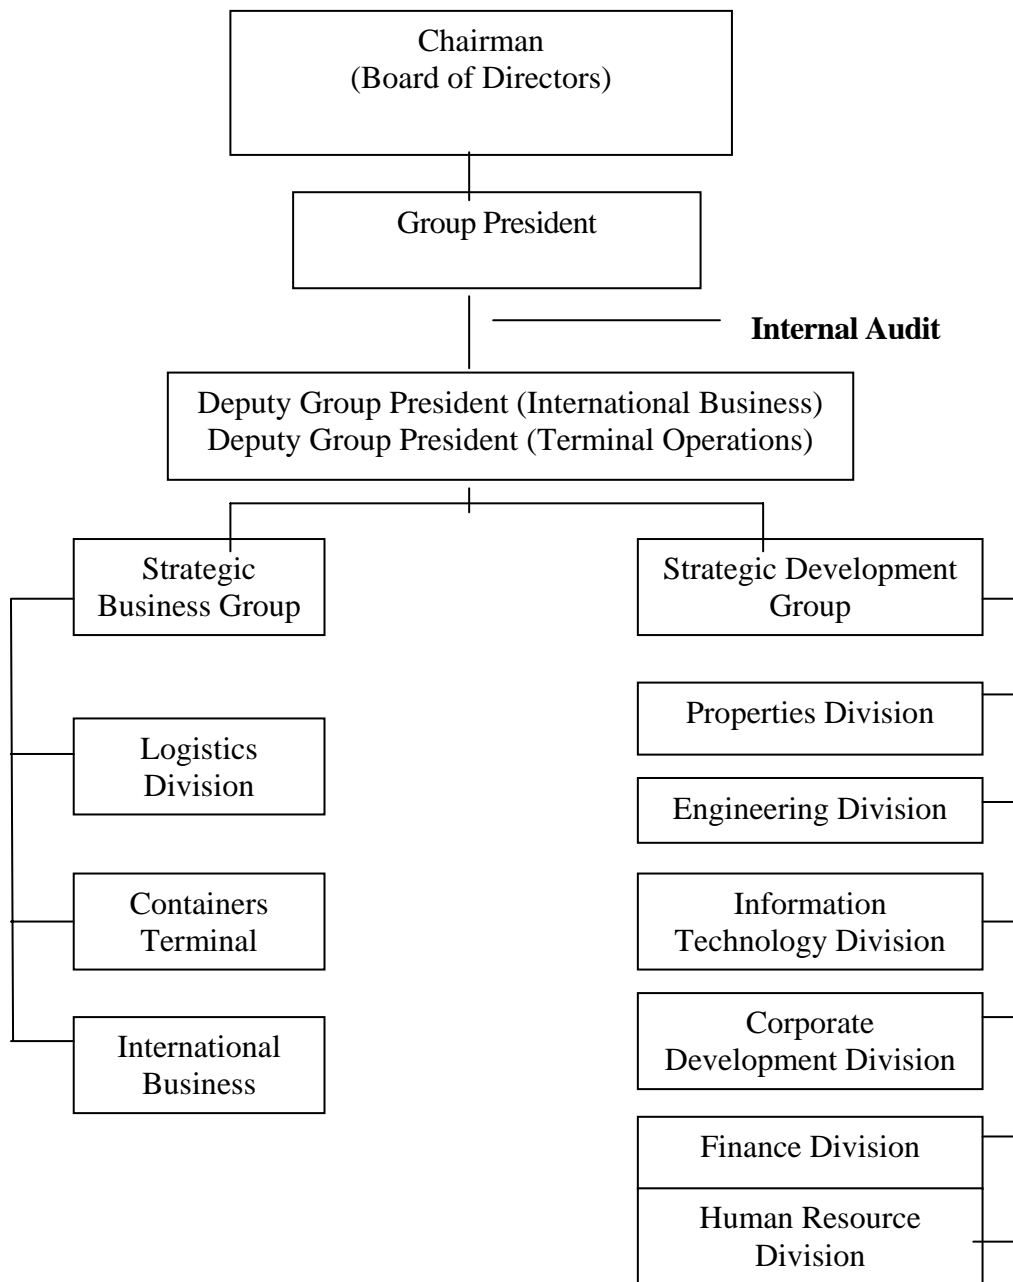 Chairman
(Board of Directors)
Group President
Internal Audit
Deputy Group President (International Business)
Deputy Group President (Terminal Operations)
Strategic
Business Group
Strategic Development
Group
Logistics
Division
Containers
Terminal
International
Business
Properties Division
Engineering Division
Information
Technology Division
Corporate
Development Division
Finance Division
Human Resource
Division